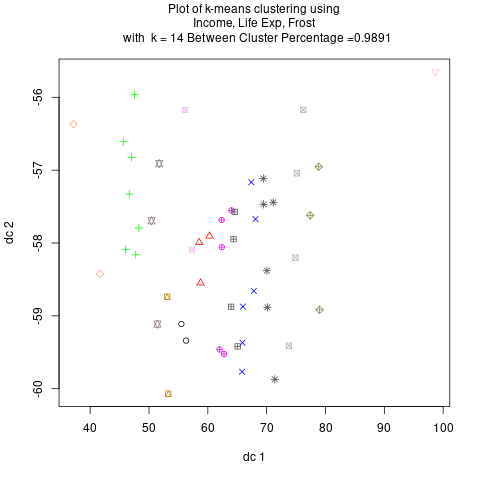 Plot of k-means clustering using
Income, Life Exp, Frost
with k = 14 Between Cluster Percentage =0.9891
-56
-57
-58
-59
-60
dc 2
40 50 60 70 80 90 100
dc 1